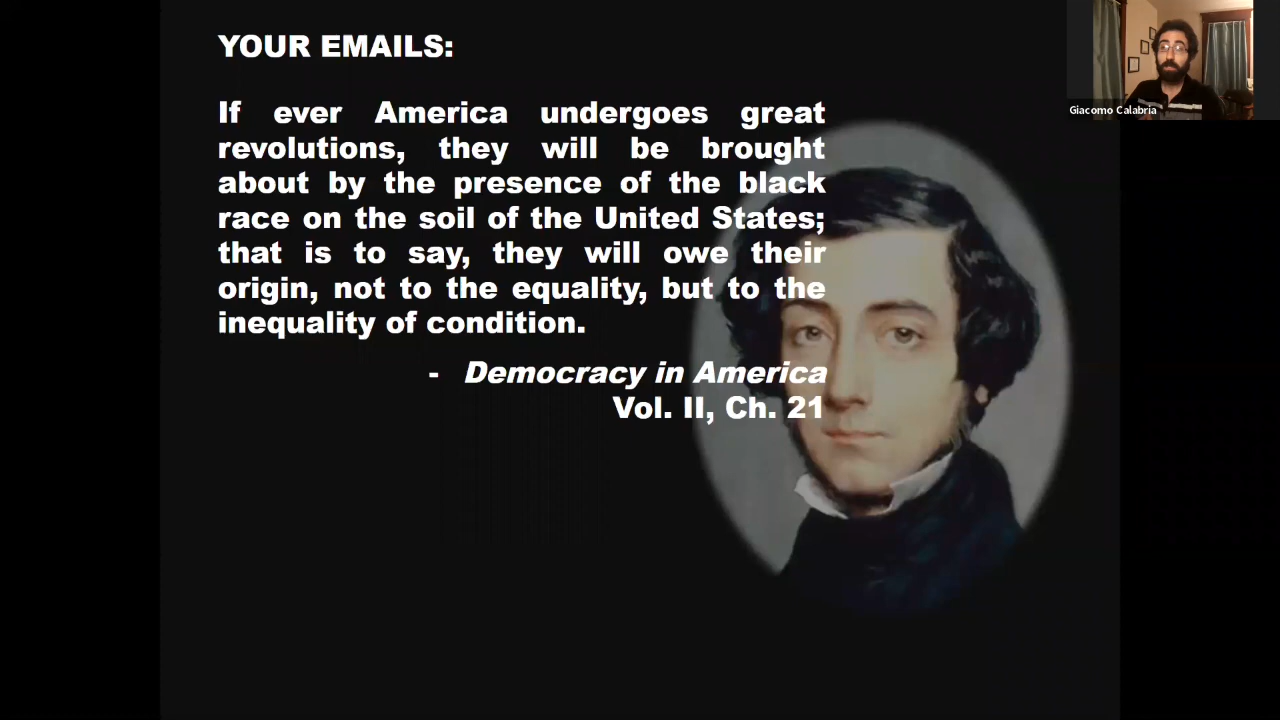 YOUR EMAILS:
If ever America undergoes great
revolutions, they will be brought
about by the presence of the black
race on the soil of the United States;
that is to say, they will owe their
origin, not to the equality, but to the
inequality of condition.
- Democracy in America
Vol. II, Ch. 21
Giacomo Calabria